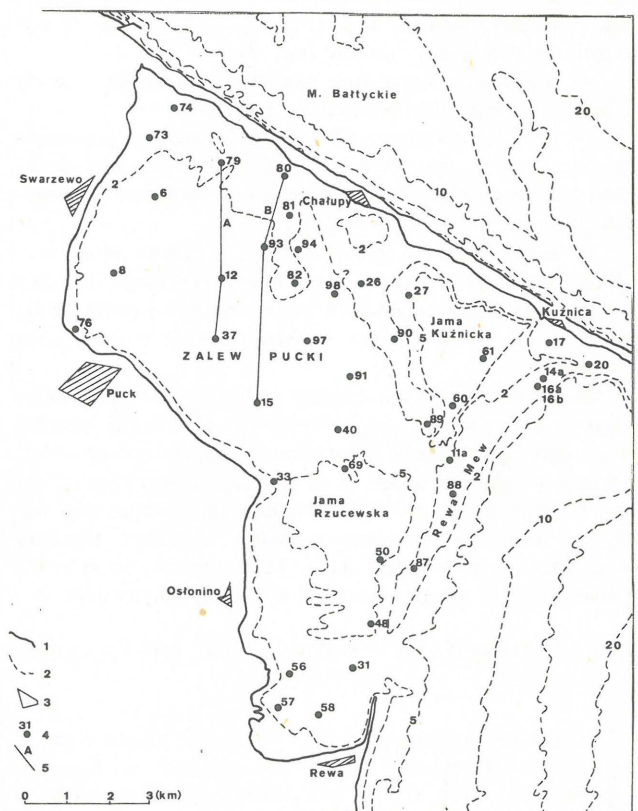 M. Bałtyckie
20
74
73
10
79
80
Swarzewo
2
6
Chałupy
81
B
A
93
94
2
8
12
82
98
26
27
Kuźnica
76
37
97
90
5
Jama
Kuźnicka
17
ZALEW PUCKI
61
20
Puck
91
14a
16a
16b
15
60
2
89
40
69
11a
33
5
Rewa Mew
2
88
Jama
Rzucewska
10
50
87
Osłonino
48
20
1
31
2
56
3
57
58
5
31
4
A
5
Rewa
0 1 2 3 (km)